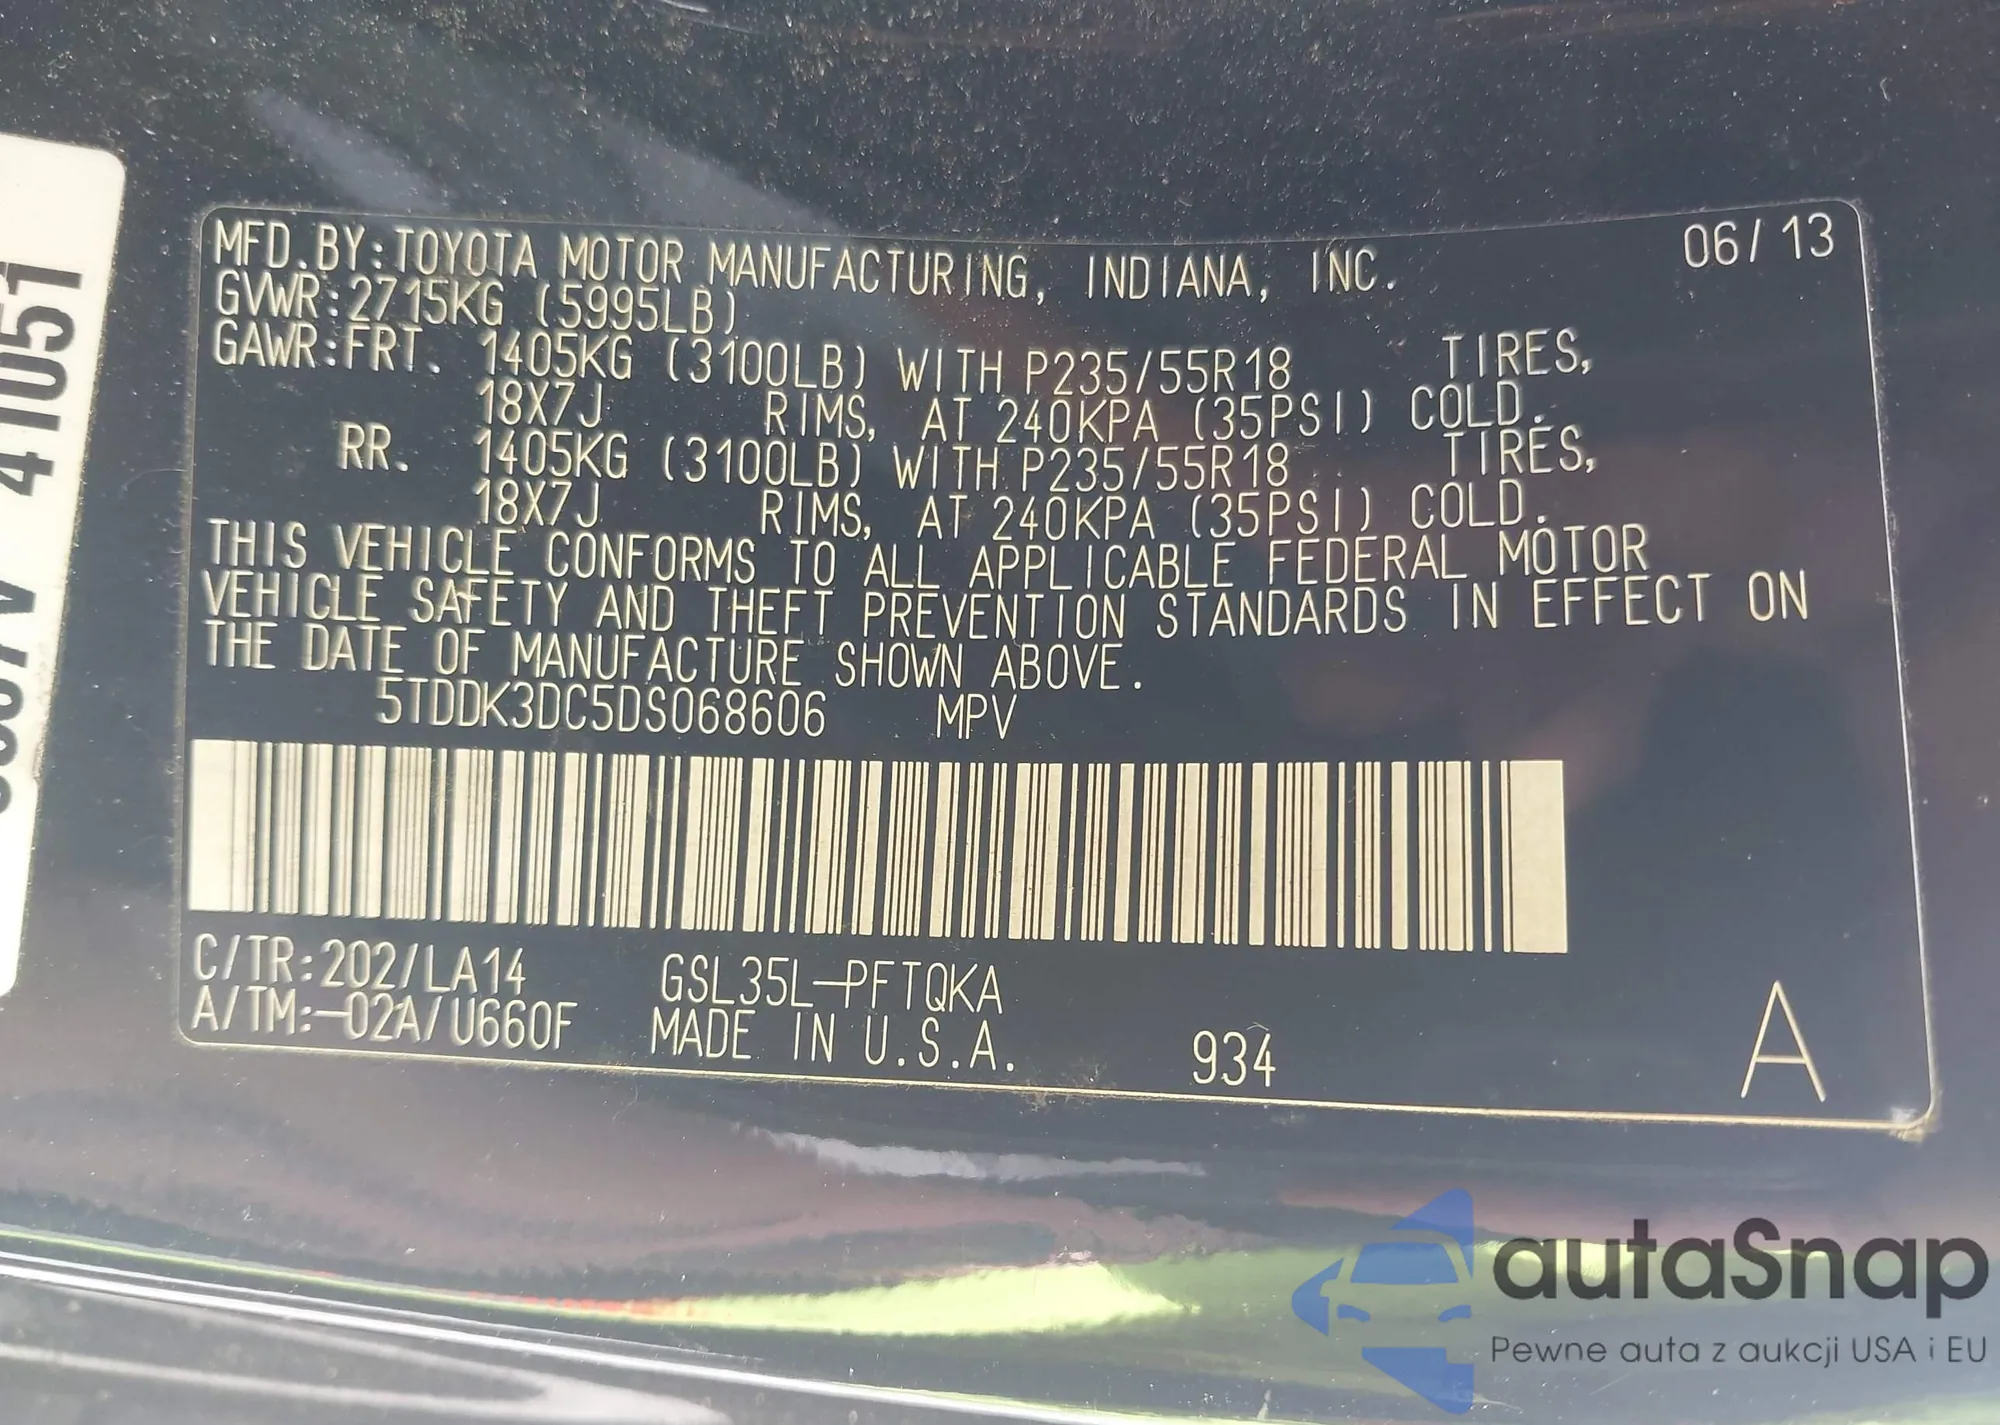 MFD.BY:TOYOTA MOTOR MANUFACTURING, INDIANA, INC. 06/13
GVWR:2715KG (5995LB)
GAWR:FRT. 1405KG (3100LB) WITH P235/55R18 TIRES,
18X7J RIMS, AT 240KPA (35PSI) COLD.
RR. 1405KG (3100LB) WITH P235/55R18 TIRES,
18X7J RIMS, AT 240KPA (35PSI) COLD.
THIS VEHICLE CONFORMS TO ALL APPLICABLE FEDERAL MOTOR
VEHICLE SAFETY AND THEFT PREVENTION STANDARDS IN EFFECT ON
THE DATE OF MANUFACTURE SHOWN ABOVE.
5TDDK3DC5DS068606 MPV
C/TR:202/LA14 GSL35L-PFTQKA
A/TM:-02A/U660F MADE IN U.S.A. 934 A
41051
autaSnap
Pewne auta z aukcji USA i EU